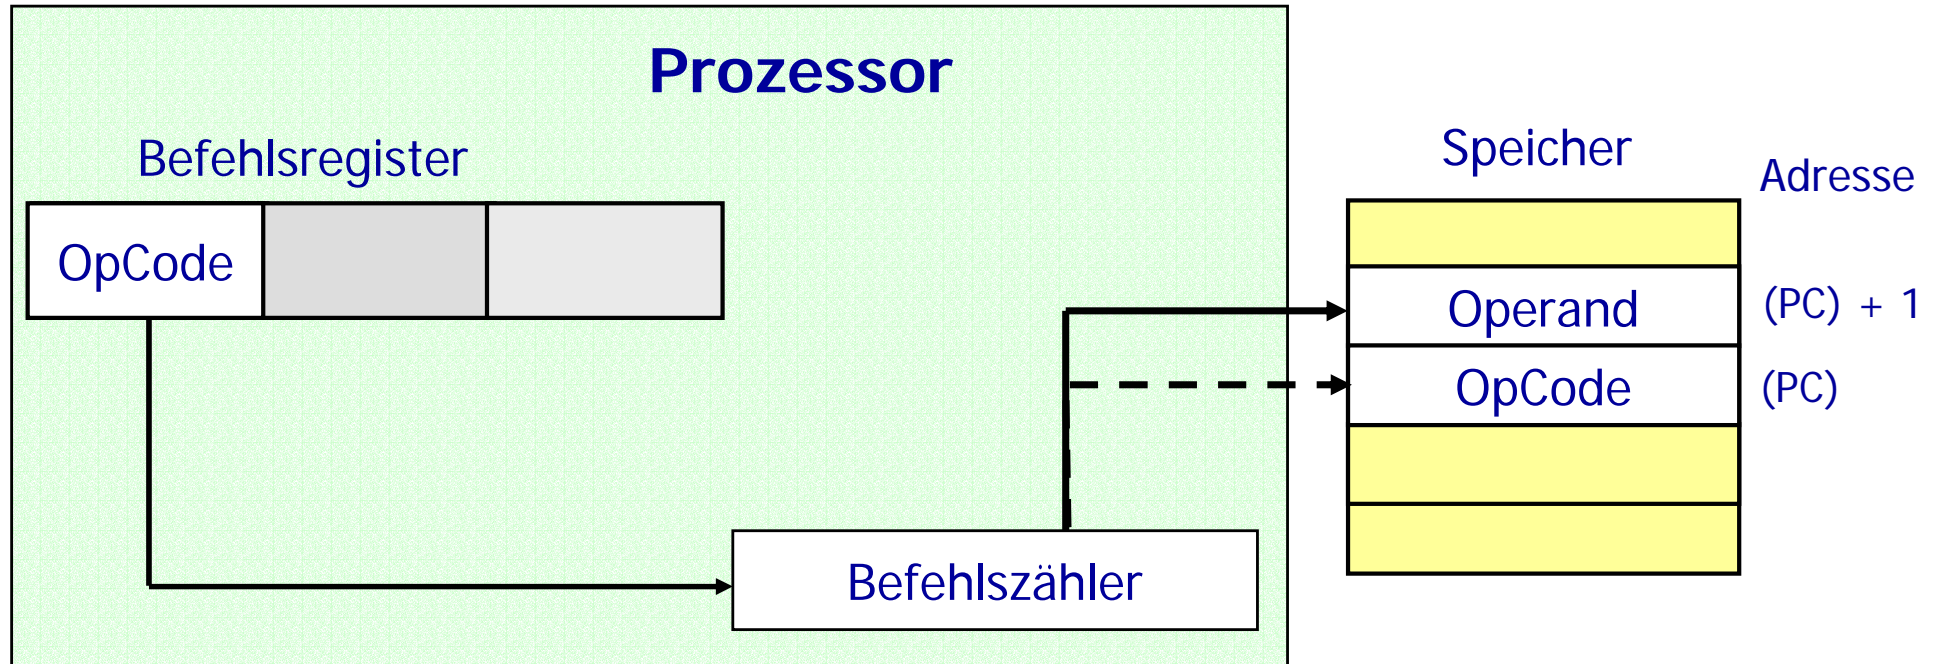 Prozessor
Befehlsregister
OpCode
Befehlszähler
Speicher
Adresse
Operand
(PC) + 1
OpCode
(PC)